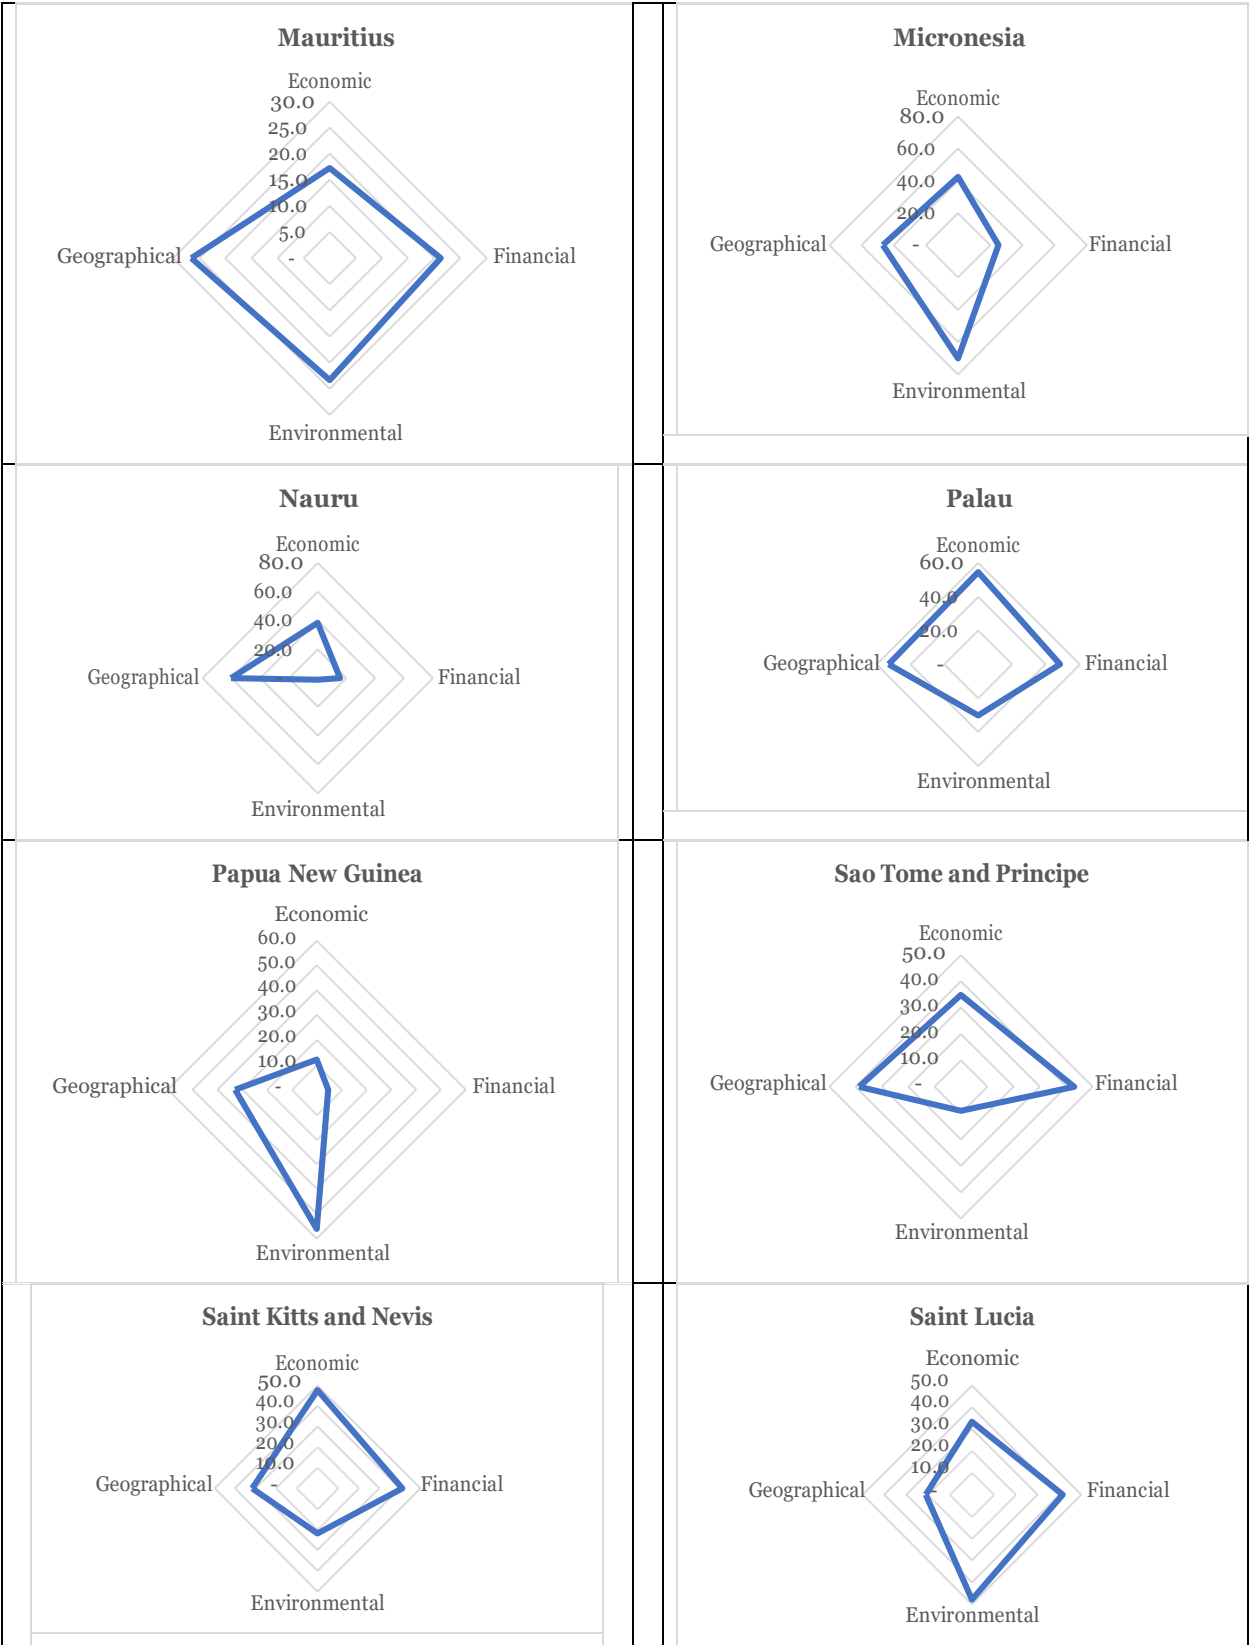 Mauritius
Economic
30.0
25.0
20.0
15.0
10.0
5.0
-
Geographical
Financial
Environmental
Micronesia
Economic
80.0
60.0
40.0
20.0
-
Geographical
Financial
Environmental
Nauru
Economic
80.0
60.0
40.0
20.0
-
Geographical
Financial
Environmental
Palau
Economic
60.0
40.0
20.0
-
Geographical
Financial
Environmental
Papua New Guinea
Economic
60.0
50.0
40.0
30.0
20.0
10.0
-
Geographical
Financial
Environmental
Sao Tome and Principe
Economic
50.0
40.0
30.0
20.0
10.0
-
Geographical
Financial
Environmental
Saint Kitts and Nevis
Economic
50.0
40.0
30.0
20.0
10.0
-
Geographical
Financial
Environmental
Saint Lucia
Economic
50.0
40.0
30.0
20.0
10.0
-
Geographical
Financial
Environmental